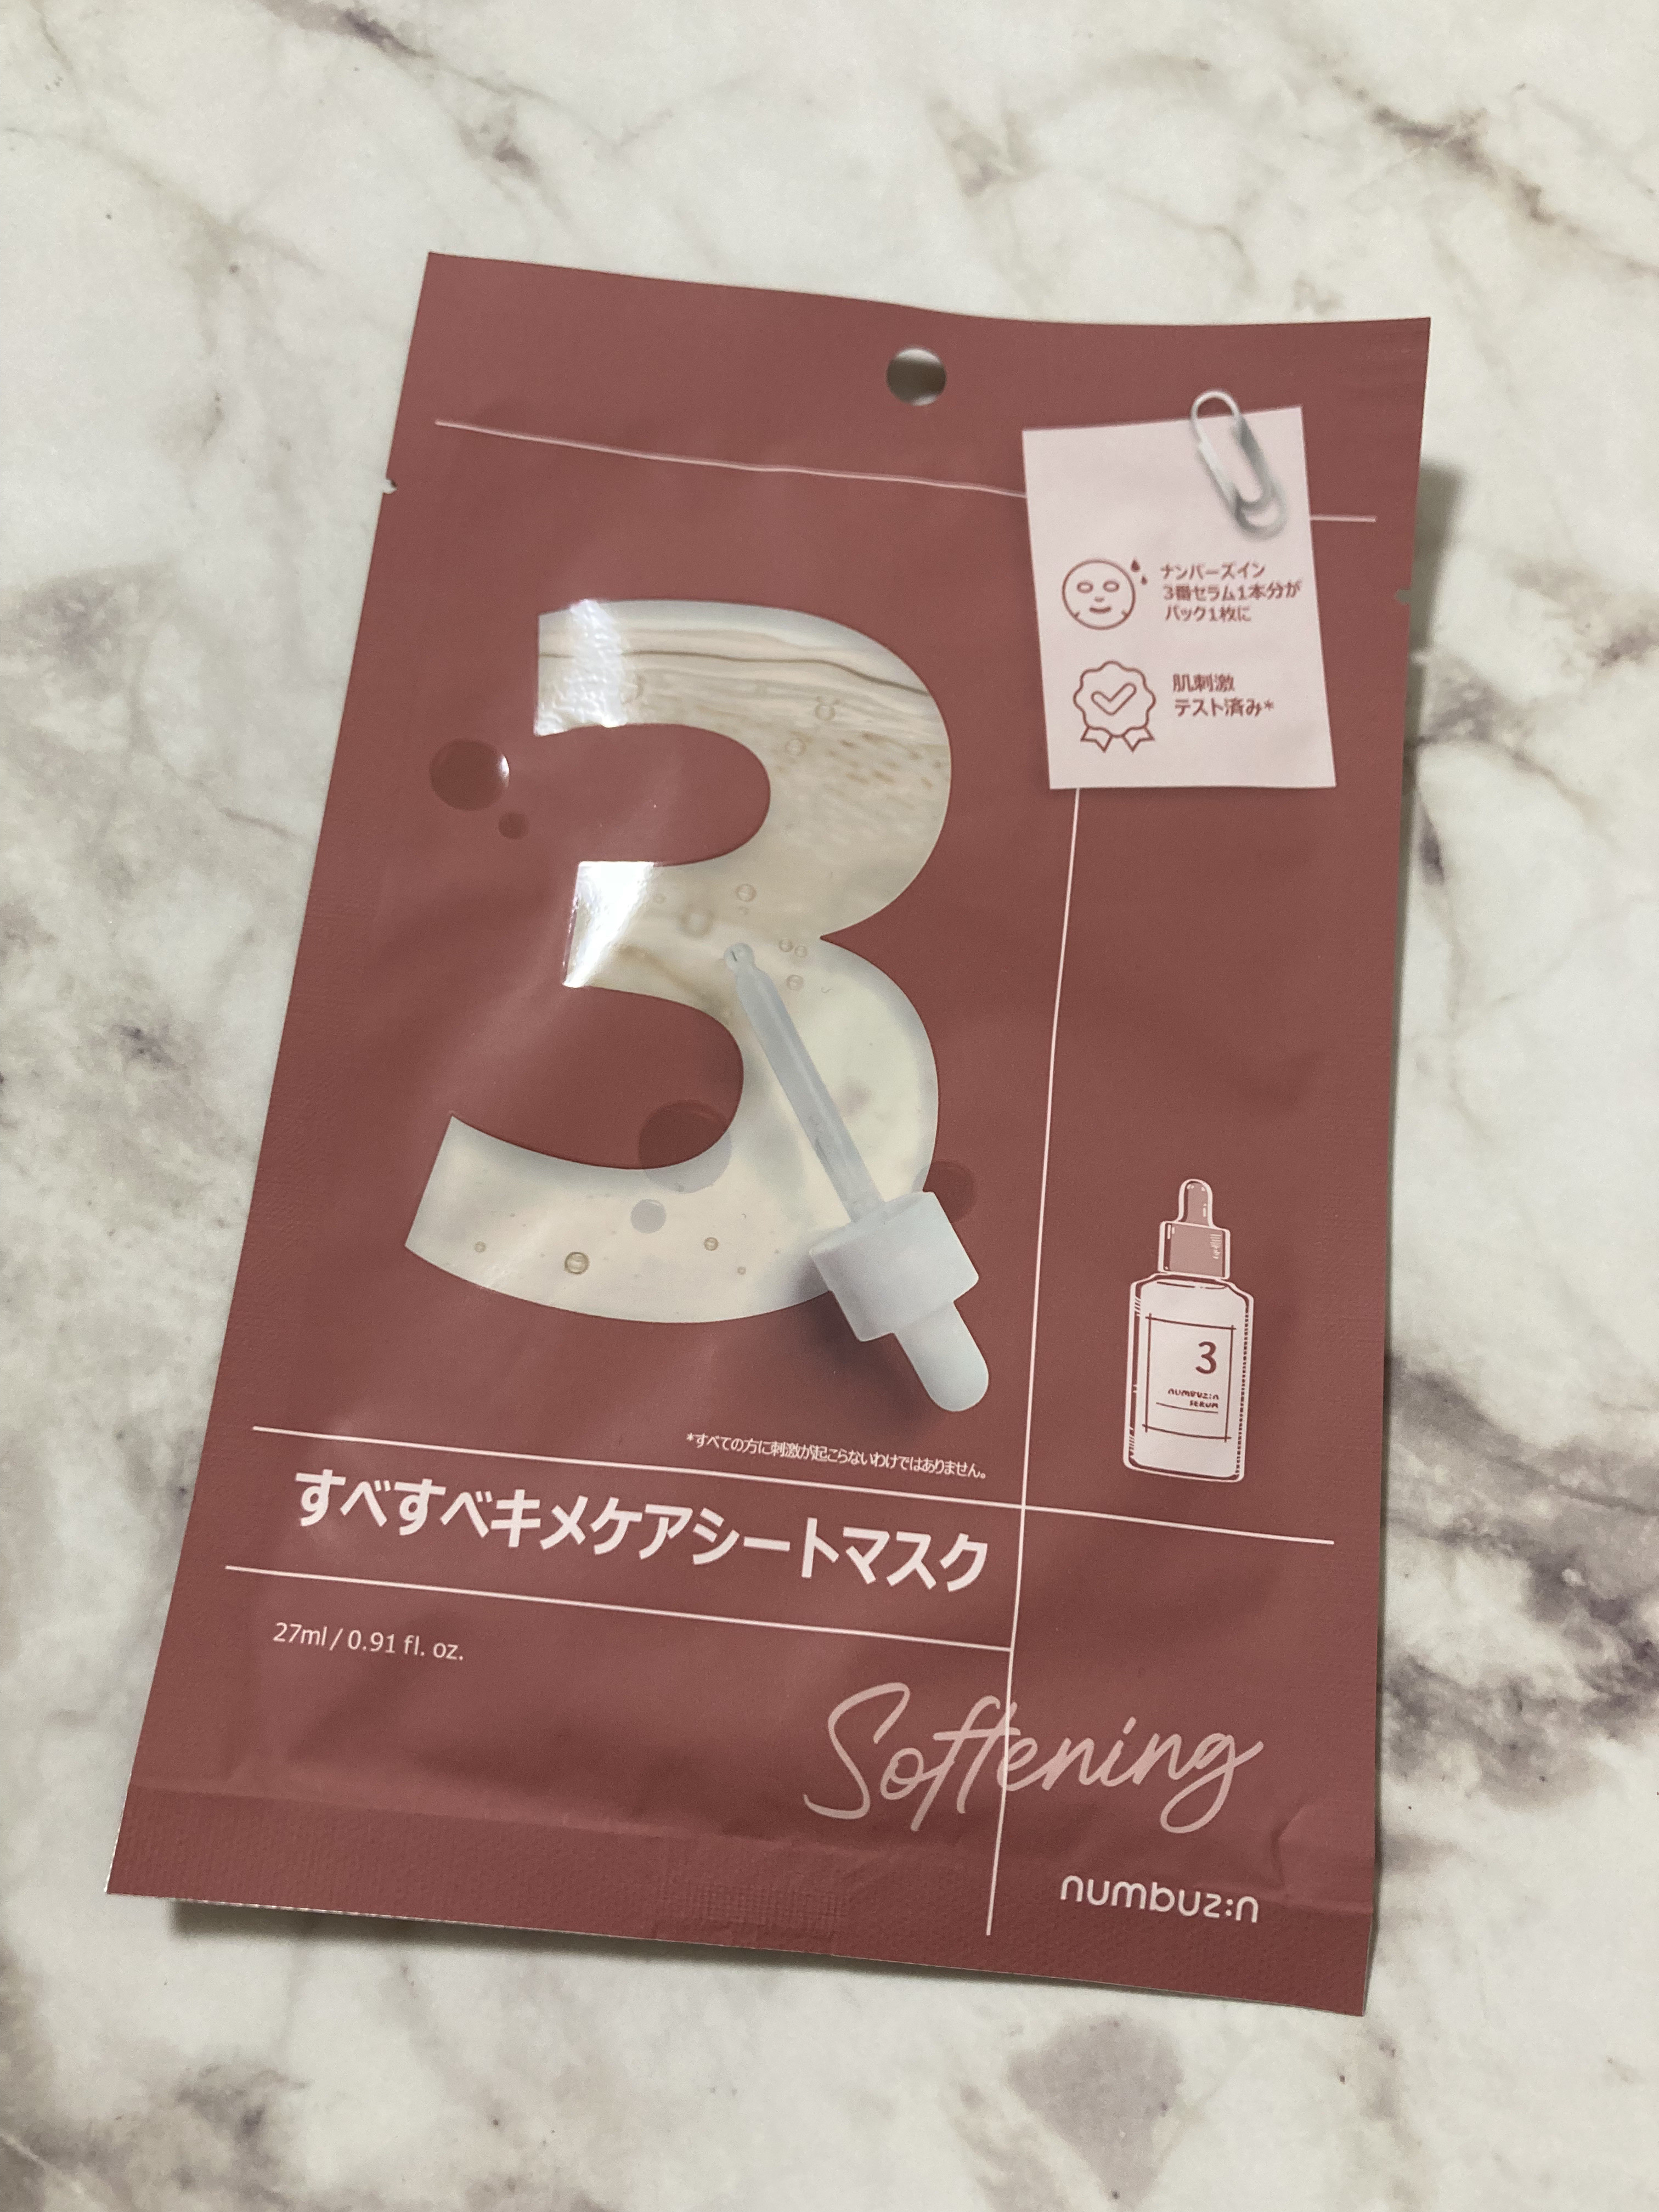 ナンバーズイン
3番セラム1本分が
パック1枚に
肌刺激
テスト済み*
3
3
numbuz:n
SERUM
*すべての方に刺激が起こらないわけではありません。
すべすべキメケアシートマスク
27ml / 0.91 fl. oz.
Softening
numbuz:n